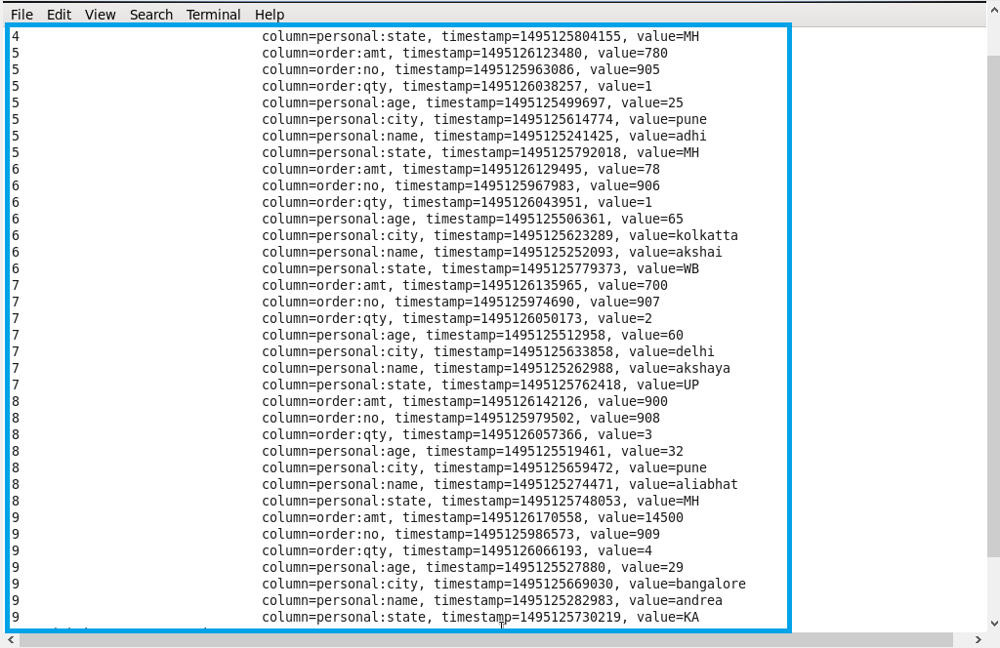 File Edit View Search Terminal Help
4 column=personal:state, timestamp=1495125804155, value=MH
5 column=order:amt, timestamp=1495126123480, value=780
5 column=order:no, timestamp=1495125963086, value=905
5 column=order:qty, timestamp=1495126038257, value=1
5 column=personal:age, timestamp=1495125499697, value=25
5 column=personal:city, timestamp=1495125614774, value=pune
5 column=personal:name, timestamp=1495125241425, value=adhi
5 column=personal:state, timestamp=1495125792018, value=MH
6 column=order:amt, timestamp=1495126129495, value=78
6 column=order:no, timestamp=1495125967983, value=906
6 column=order:qty, timestamp=1495126043951, value=1
6 column=personal:age, timestamp=1495125506361, value=65
6 column=personal:city, timestamp=1495125623289, value=kolkatta
6 column=personal:name, timestamp=1495125252093, value=akshai
6 column=personal:state, timestamp=1495125779373, value=WB
7 column=order:amt, timestamp=1495126135965, value=700
7 column=order:no, timestamp=1495125974690, value=907
7 column=order:qty, timestamp=1495126050173, value=2
7 column=personal:age, timestamp=1495125512958, value=60
7 column=personal:city, timestamp=1495125633858, value=delhi
7 column=personal:name, timestamp=1495125262988, value=akshaya
7 column=personal:state, timestamp=1495125762418, value=UP
8 column=order:amt, timestamp=1495126142126, value=900
8 column=order:no, timestamp=1495125979502, value=908
8 column=order:qty, timestamp=1495126057366, value=3
8 column=personal:age, timestamp=1495125519461, value=32
8 column=personal:city, timestamp=1495125659472, value=pune
8 column=personal:name, timestamp=1495125274471, value=aliabhat
8 column=personal:state, timestamp=1495125748053, value=MH
9 column=order:amt, timestamp=1495126170558, value=14500
9 column=order:no, timestamp=1495125986573, value=909
9 column=order:qty, timestamp=1495126066193, value=4
9 column=personal:age, timestamp=1495125527880, value=29
9 column=personal:city, timestamp=1495125669030, value=bangalore
9 column=personal:name, timestamp=1495125282983, value=andrea
9 column=personal:state, timestamp=1495125730219, value=KA